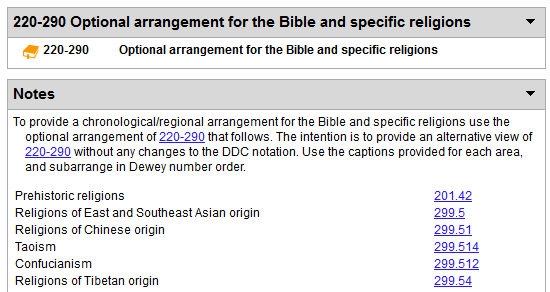 220-290 Optional arrangement for the Bible and specific religions
220-290 Optional arrangement for the Bible and specific religions
Notes
To provide a chronological/regional arrangement for the Bible and specific religions use the
optional arrangement of 220-290 that follows. The intention is to provide an alternative view of
220-290 without any changes to the DDC notation. Use the captions provided for each area,
and subarrange in Dewey number order.
Prehistoric religions 201.42
Religions of East and Southeast Asian origin 299.5
Religions of Chinese origin 299.51
Taoism 299.514
Confucianism 299.512
Religions of Tibetan origin 299.54